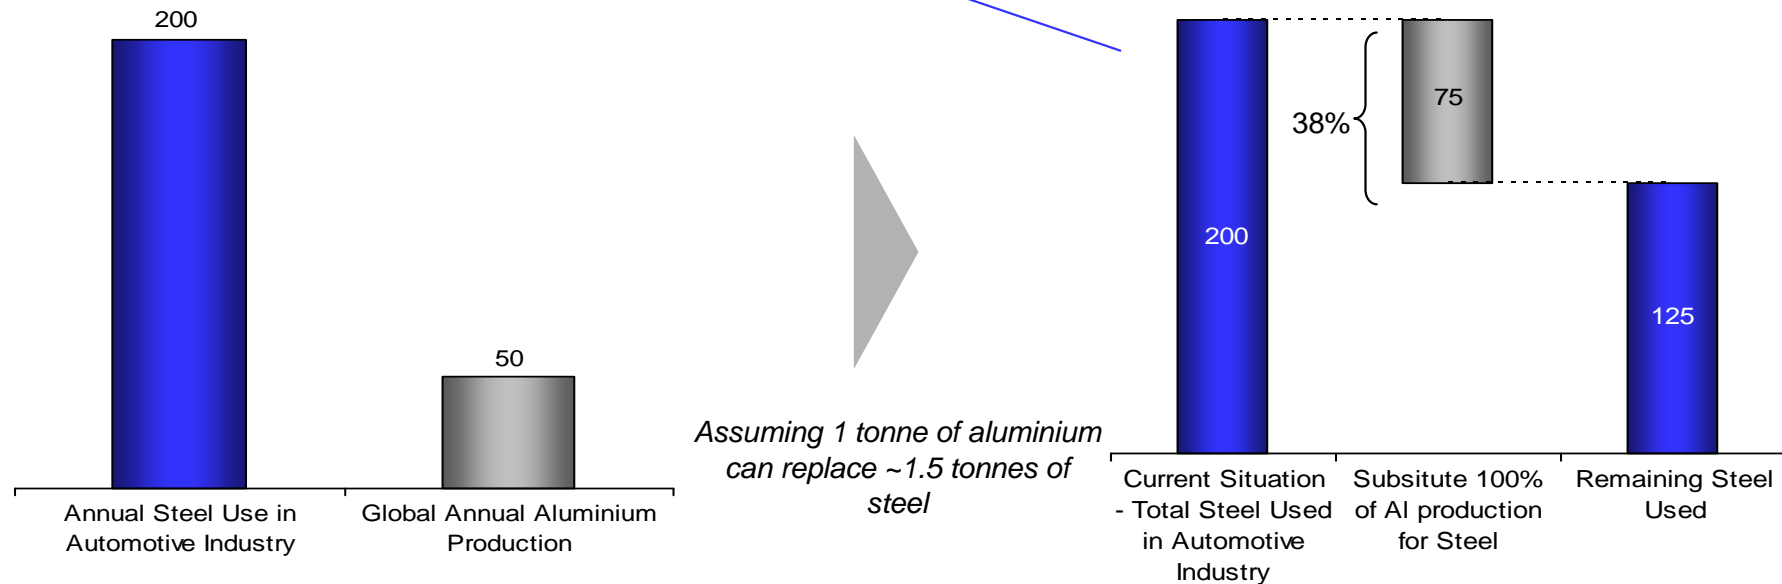 200
50
Annual Steel Use in
Automotive Industry
Global Annual Aluminium
Production
Assuming 1 tonne of aluminium
can replace ~1.5 tonnes of
steel
200
38%
75
125
Current Situation
- Total Steel Used
in Automotive
Industry
Subsitute 100%
of Al production
for Steel
Remaining Steel
Used